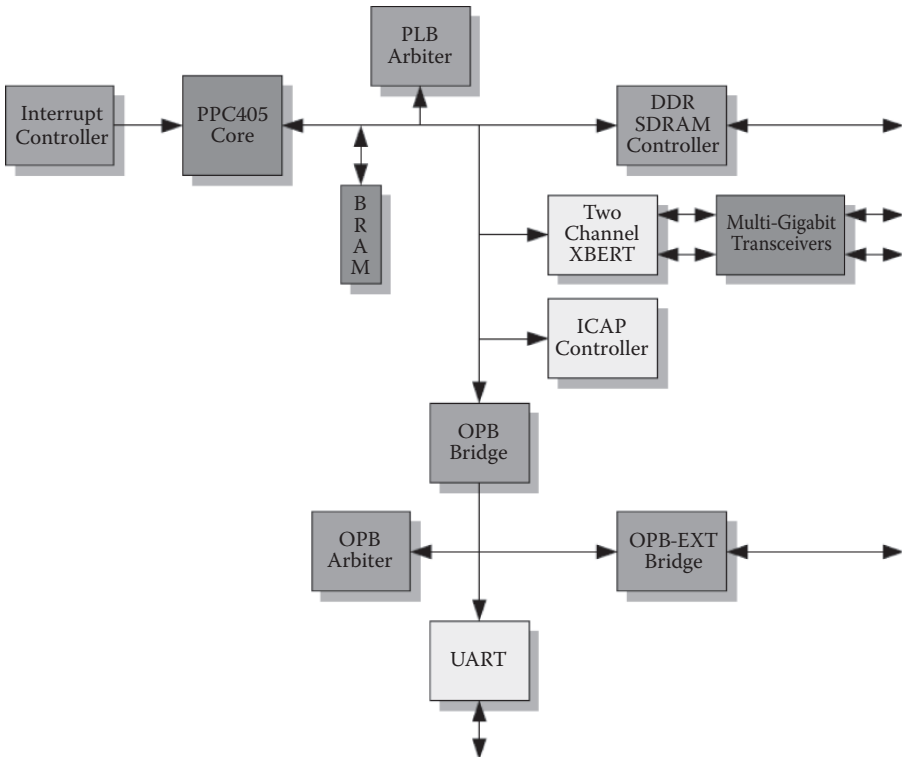 PLB
Arbiter
Interrupt
Controller
PPC405
Core
DDR
SDRAM
Controller
B
R
A
M
Two
Channel
XBERT
Multi-Gigabit
Transceivers
ICAP
Controller
OPB
Bridge
OPB
Arbiter
OPB-EXT
Bridge
UART